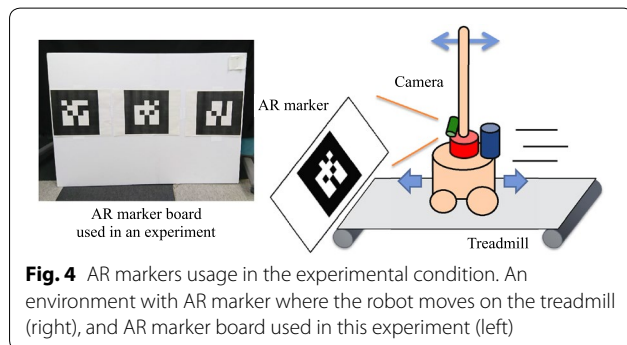 Camera
AR marker
AR marker board
used in an experiment
Treadmill
Fig. 4 AR markers usage in the experimental condition. An
environment with AR marker where the robot moves on the treadmill
(right), and AR marker board used in this experiment (left)